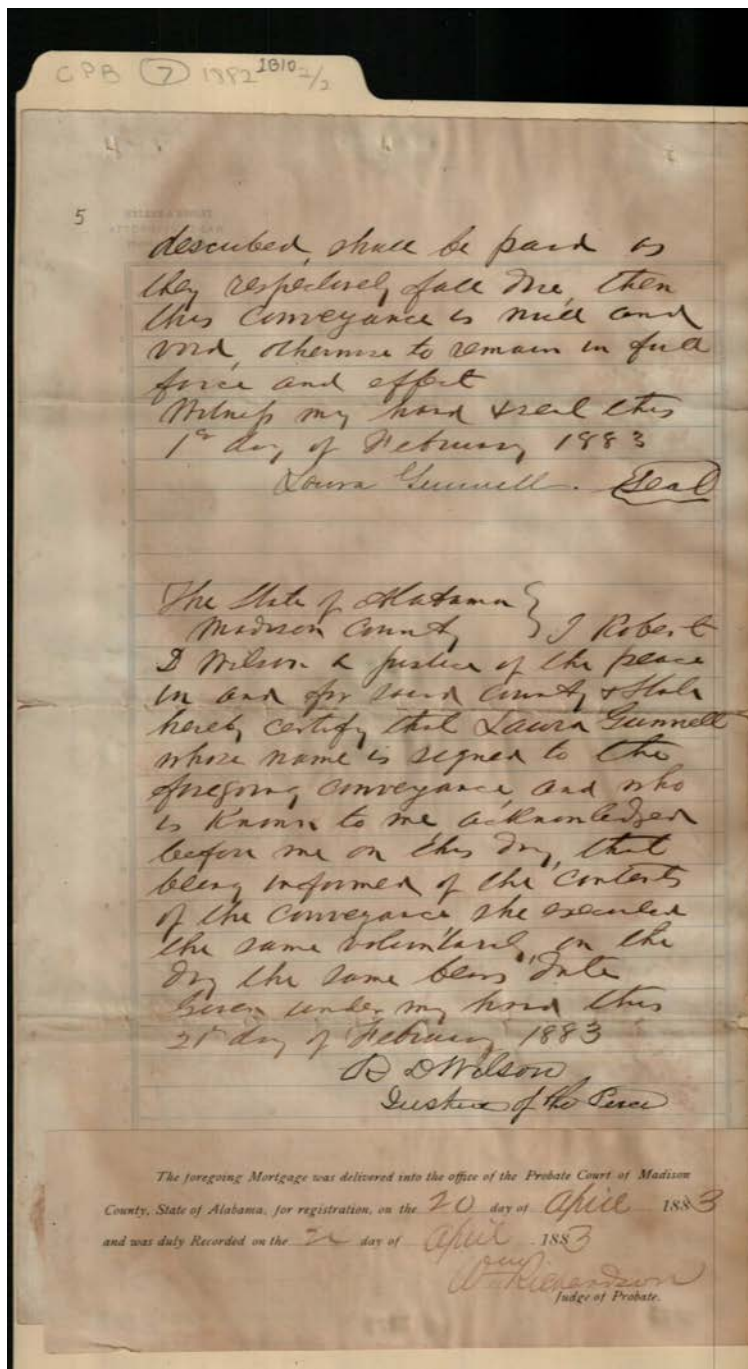 CPB 7 1882 1810 2/2
5
described, shall be paid as
they respectively fall due, then
this conveyance is null and
void, otherwise to remain in full
force and effect
Witness my hand & seal this
1st day of February 1883
Laura Gunnell. Seal
The State of Alabama
Madison County } I Robert
D Wilson a Justice of the peace
in and for said County & State
hereby certify that Laura Gunnell
whose name is signed to the
foregoing conveyance, and who
is Known to me, acknowledged
before me on this day, that
being informed of the contents
of the conveyance she executed
the same voluntarily on the
day the same bears date
Given under my hand this
day of February 1883
R D Wilson
Justice of the Peace
The foregoing Mortgage was delivered into the office of the Probate Court of Madison
County, State of Alabama, for registration, on the 20 day of April 1883
and was duly Recorded on the day of April 1883
Wm Richardson
Judge of Probate.